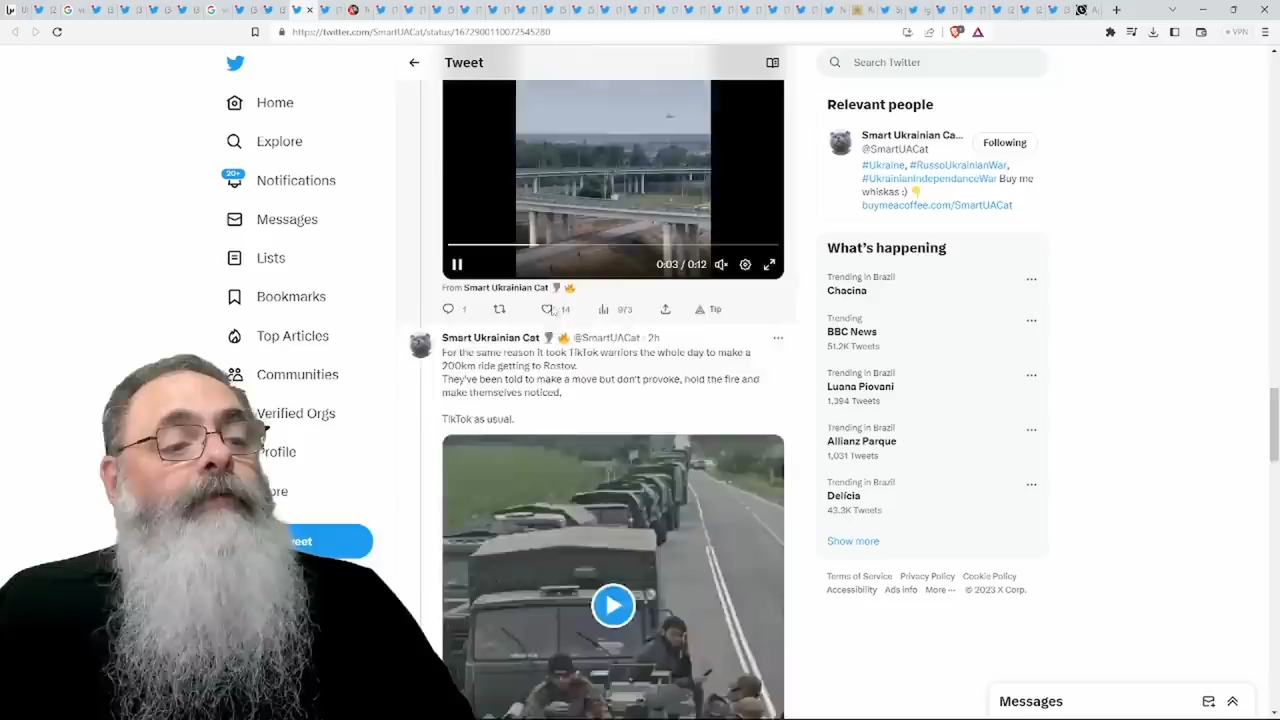 https://twitter.com/SmartUACat/status/1672900110072545280
VPN
Home
Explore
20+
Notifications
Messages
Lists
Bookmarks
Top Articles
Communities
Verified Orgs
Tweet
0:03 / 0:12
From Smart Ukrainian Cat
1
14
973
Tip
Smart Ukrainian Cat @SmartUACat · 2h
For the same reason it took TikTok warriors the whole day to make a
200km ride getting to Rostov.
They've been told to make a move but don't provoke, hold the fire and
make themselves noticed.
TikTok as usual.
Search Twitter
Relevant people
Smart Ukrainian Ca...
@SmartUACat
Following
#Ukraine, #RussoUkrainianWar,
#UkrainianIndependanceWar Buy me
whiskas :)
buymeacoffee.com/SmartUACat
What's happening
Trending in Brazil
Chacina
Trending
BBC News
51.2K Tweets
Trending in Brazil
Luana Piovani
1,394 Tweets
Trending in Brazil
Allianz Parque
1,031 Tweets
Trending in Brazil
Delícia
43.3K Tweets
Show more
Terms of Service Privacy Policy Cookie Policy
Accessibility Ads info More ··· © 2023 X Corp.
Messages